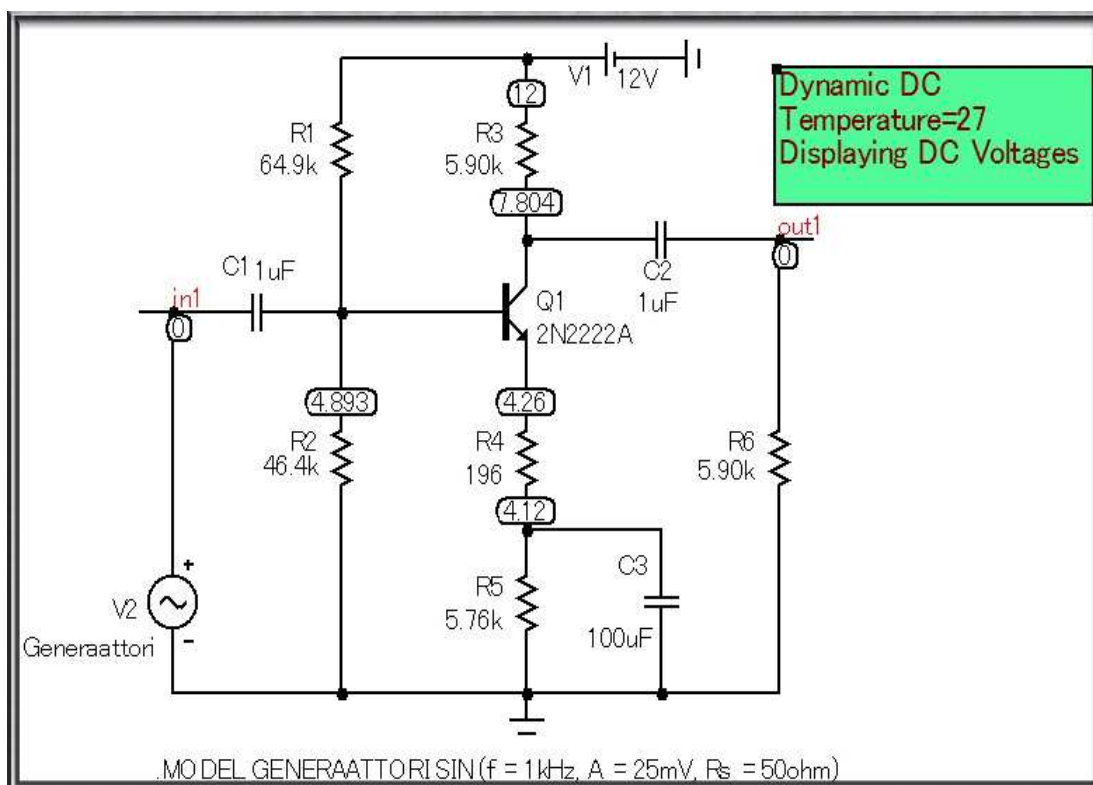 V1 12V
12
Dynamic DC
Temperature=27
Displaying DC Voltages
R1
64.9k
R3
5.90k
7.804
out1
0
C1 1uF
C2
1uF
in1
0
Q1
2N2222A
4.893
4.26
R2
46.4k
R4
196
R6
5.90k
4.12
C3
R5
5.76k
100uF
+
V2
-
Generaattori
.MODEL GENERAATTORI SIN (f = 1kHz, A = 25mV, Rs = 50ohm)